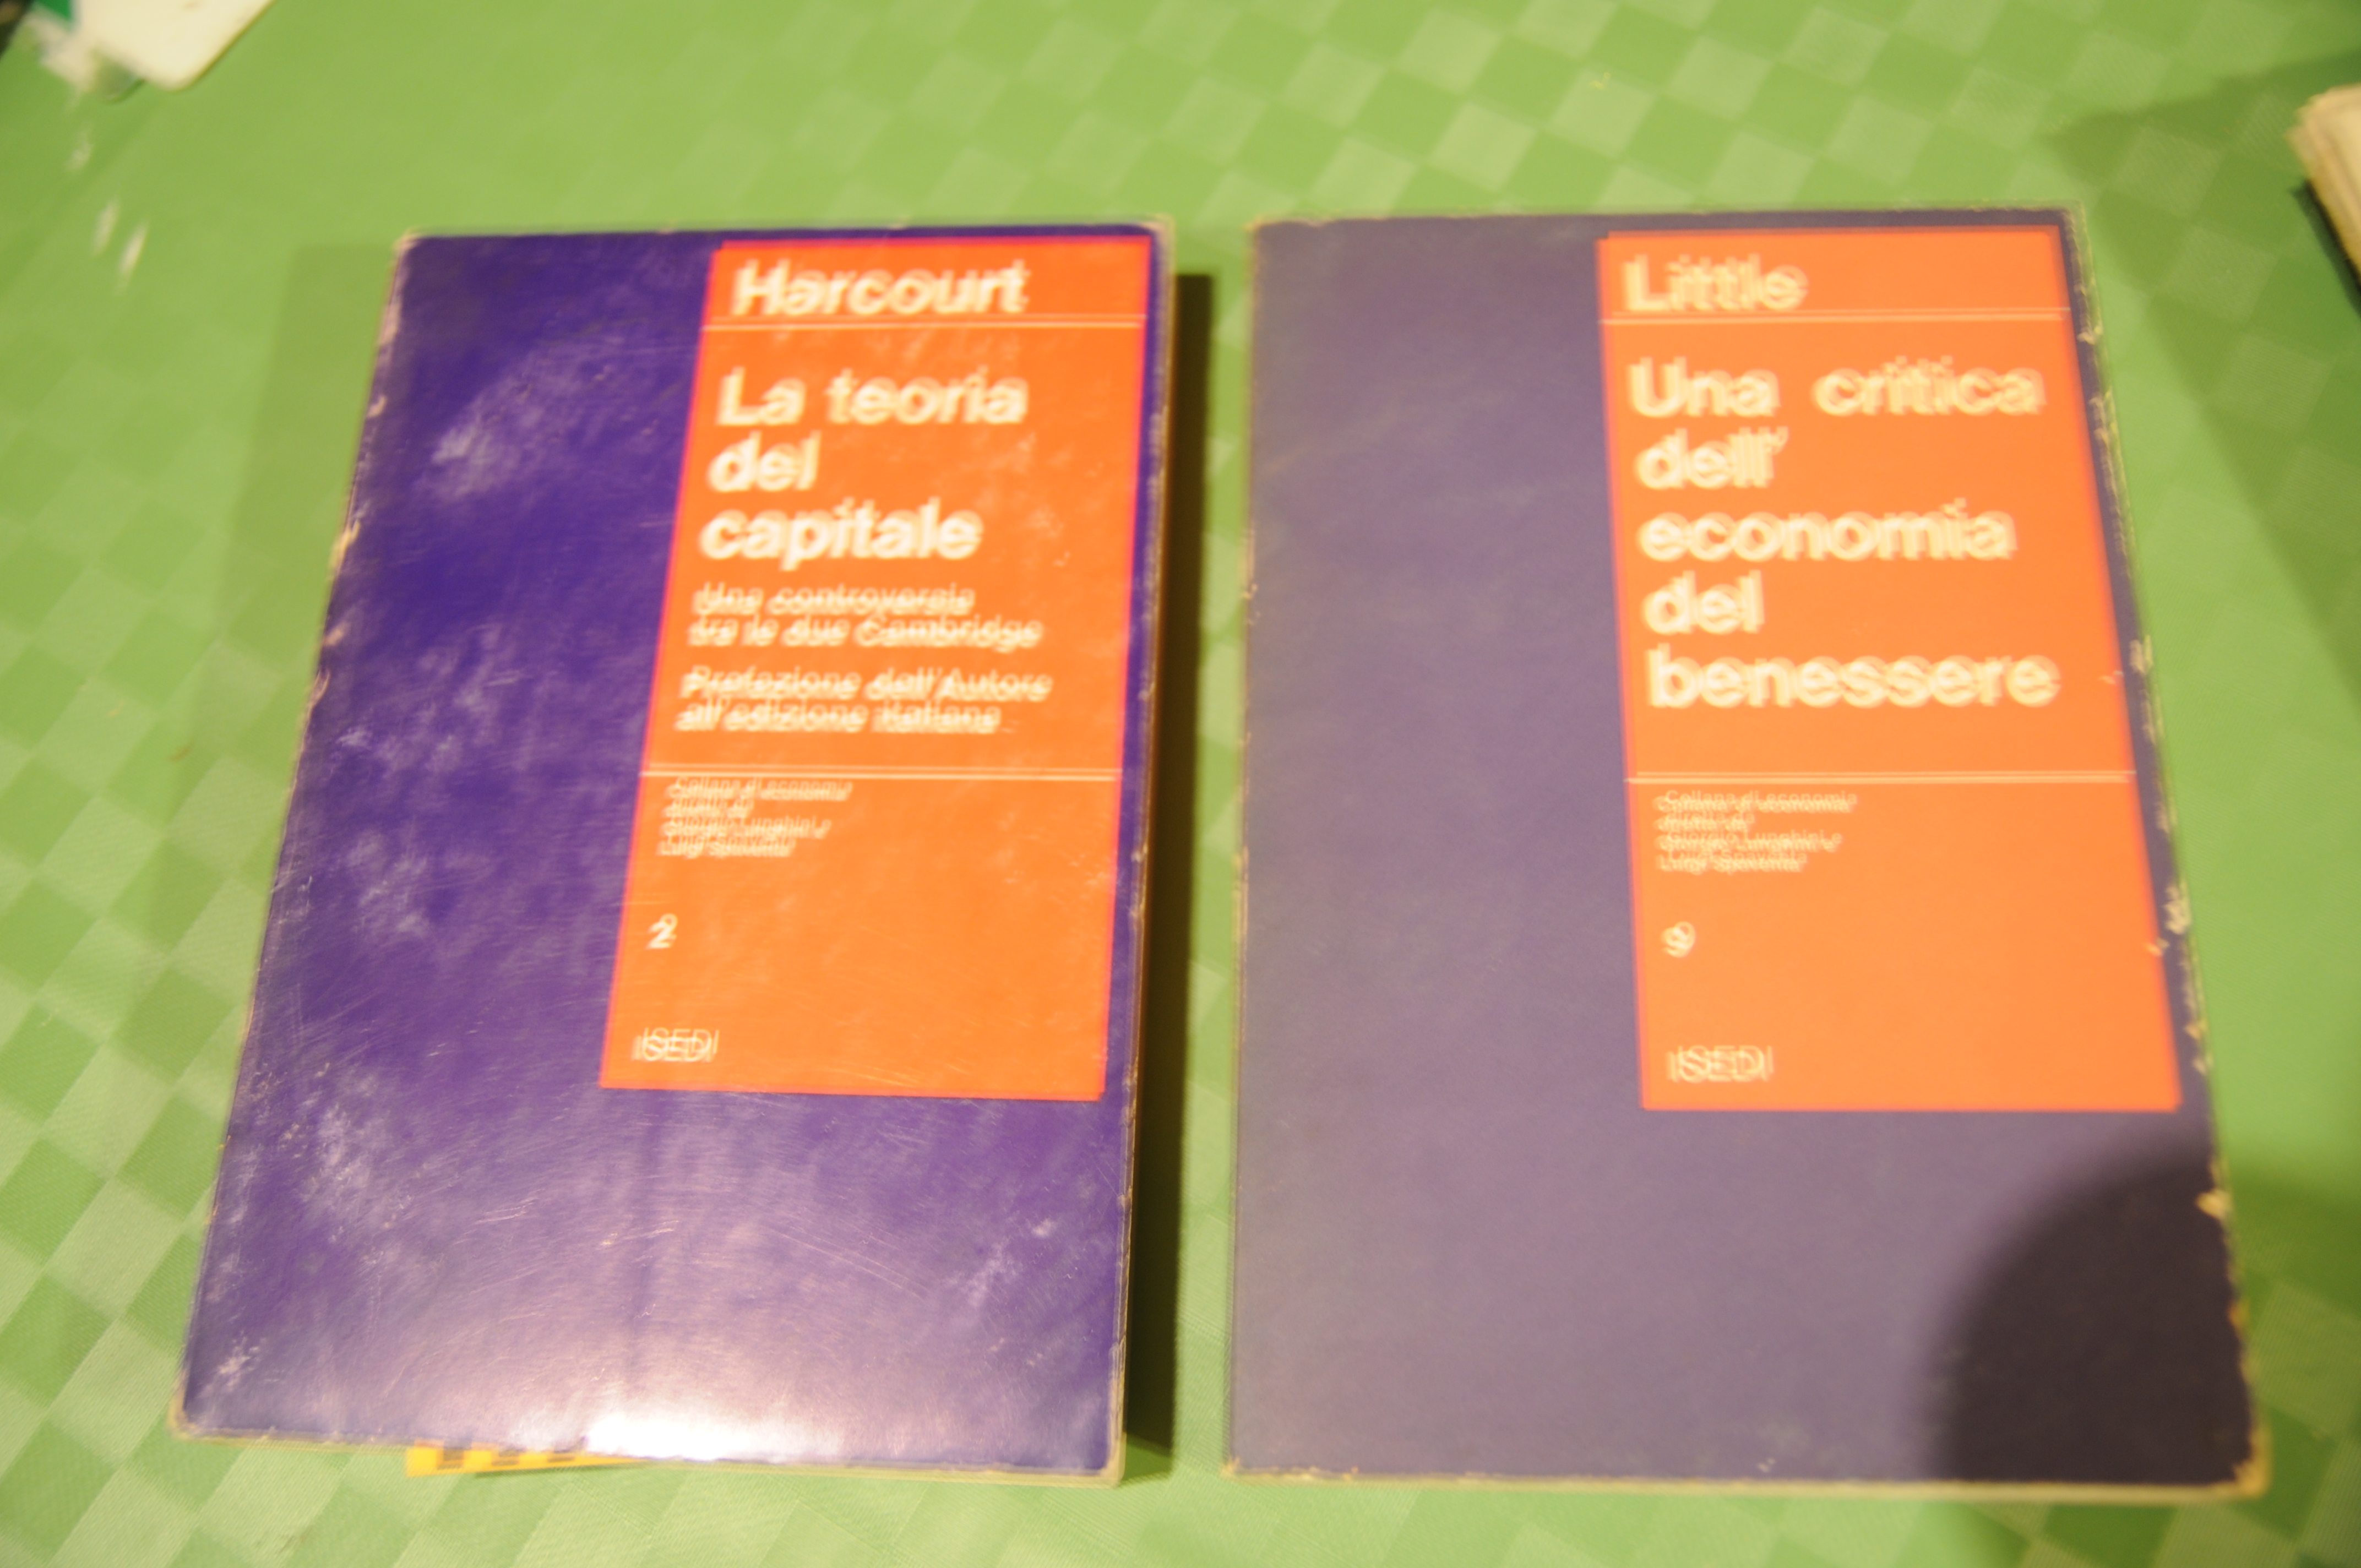 Harcourt
La teoria
del
capitale
Una controversia
tra le due Cambridge
Prefazione dell'Autore
all'edizione italiana
Collana di economia
diretta da
Giorgio Lunghini e
Luigi Spaventa
2
ISEDI
Little
Una critica
dell'
economia
del
benessere
Collana di economia
diretta da
Giorgio Lunghini e
Luigi Spaventa
9
ISEDI